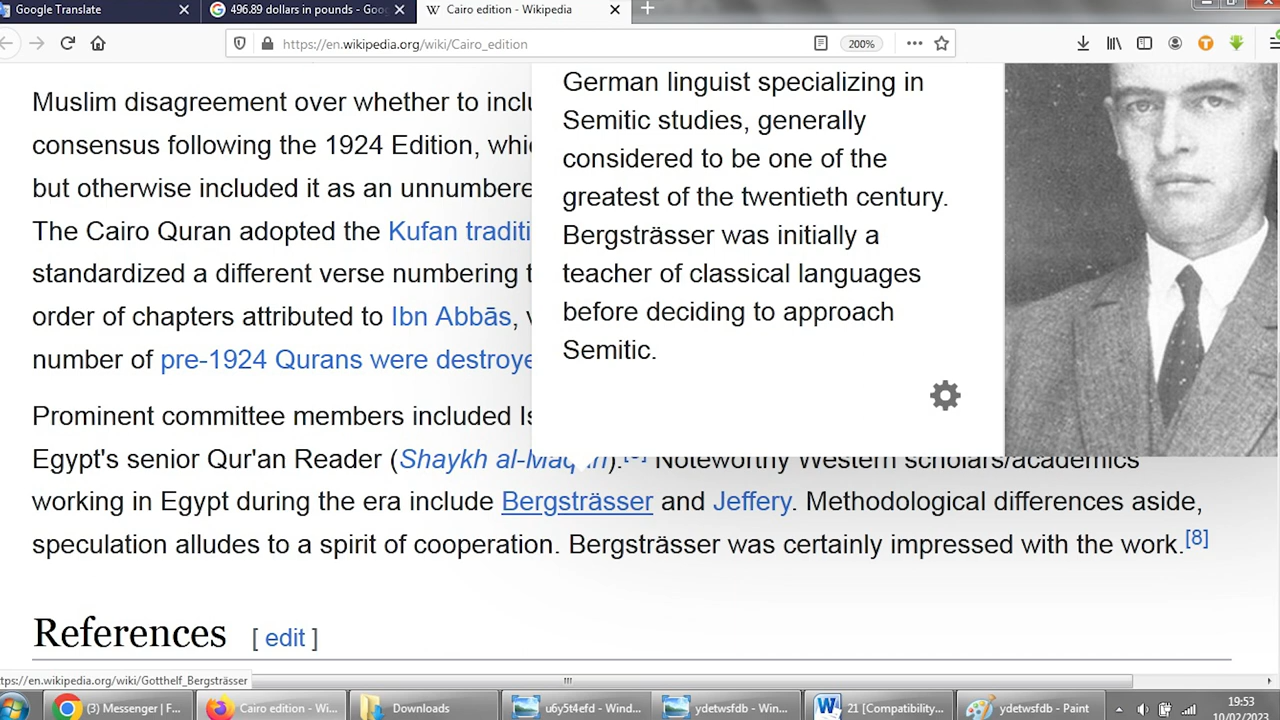 Google Translate
496.89 dollars in pounds - Goo
Cairo edition - Wikipedia
https://en.wikipedia.org/wiki/Cairo_edition
200%
Muslim disagreement over whether to inclu
consensus following the 1924 Edition, whi
but otherwise included it as an unnumbere
The Cairo Quran adopted the Kufan traditi
standardized a different verse numbering t
order of chapters attributed to Ibn Abbās, v
number of pre-1924 Qurans were destroye
Prominent committee members included Is
German linguist specializing in
Semitic studies, generally
considered to be one of the
greatest of the twentieth century.
Bergsträsser was initially a
teacher of classical languages
before deciding to approach
Semitic.
Egypt's senior Qur'an Reader (Shaykh al-Maq). Noteworthy Western scholars/academics
working in Egypt during the era include Bergsträsser and Jeffery. Methodological differences aside,
speculation alludes to a spirit of cooperation. Bergsträsser was certainly impressed with the work.[8]
References [ edit ]
tps://en.wikipedia.org/wiki/Gotthelf_Bergsträsser
(3) Messenger | F...
Cairo edition - Wi...
Downloads
u6y5t4efd - Wind...
ydetwsfdb - Win...
21 [Compatibility...
ydetwsfdb - Paint
19:53
10/02/2023